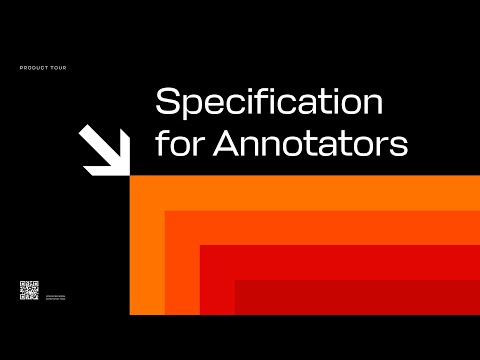 PRODUCT TOUR
Specification
for Annotators